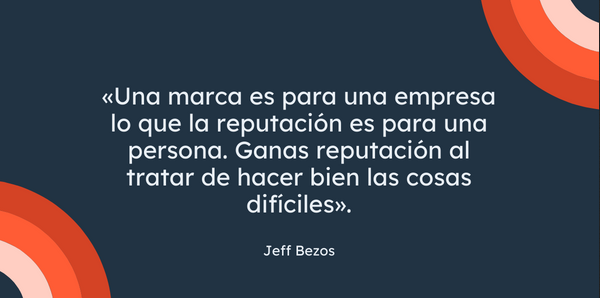 «Una marca es para una empresa
lo que la reputación es para una
persona. Ganas reputación al
tratar de hacer bien las cosas
difíciles».
Jeff Bezos